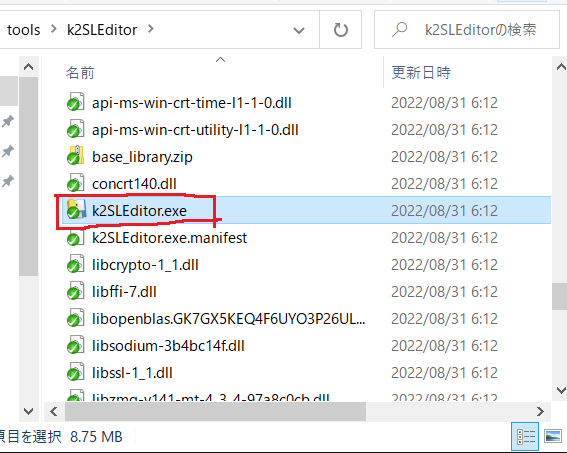 tools › k2SLEditor ›
k2SLEditorの検索
名前 更新日時
api-ms-win-crt-time-l1-1-0.dll 2022/08/31 6:12
api-ms-win-crt-utility-l1-1-0.dll 2022/08/31 6:12
base_library.zip 2022/08/31 6:12
concrt140.dll 2022/08/31 6:12
k2SLEditor.exe 2022/08/31 6:12
k2SLEditor.exe.manifest 2022/08/31 6:12
libcrypto-1_1.dll 2022/08/31 6:12
libffi-7.dll 2022/08/31 6:12
libopenblas.GK7GX5KEQ4F6UYO3P26UL... 2022/08/31 6:12
libsodium-3b4bc14f.dll 2022/08/31 6:12
libssl-1_1.dll 2022/08/31 6:12
libzmq-v141-mt-4_3_4-97a8c0cb.dll 2022/08/31 6:12
項目を選択 8.75 MB